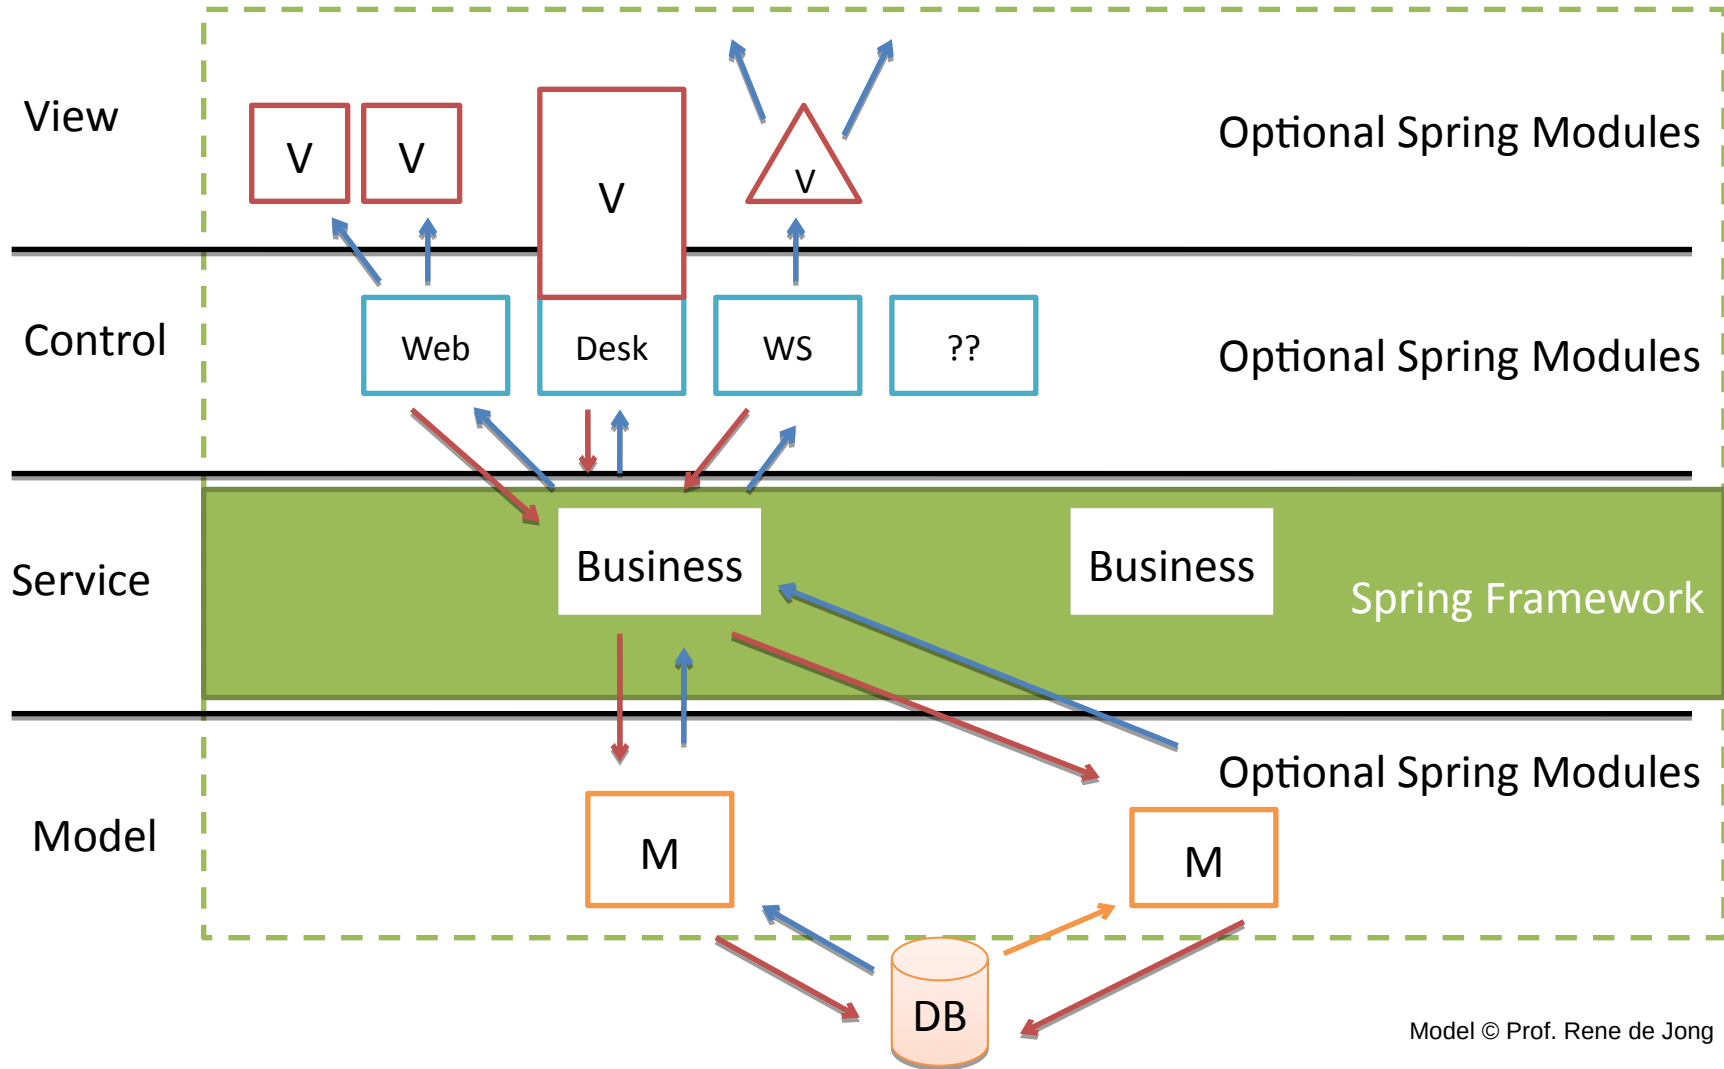 View
V
V
V
V
Optional Spring Modules
Control
Web
Desk
WS
??
Optional Spring Modules
Service
Business
Business
Spring Framework
Optional Spring Modules
Model
M
M
DB
Model © Prof. Rene de Jong